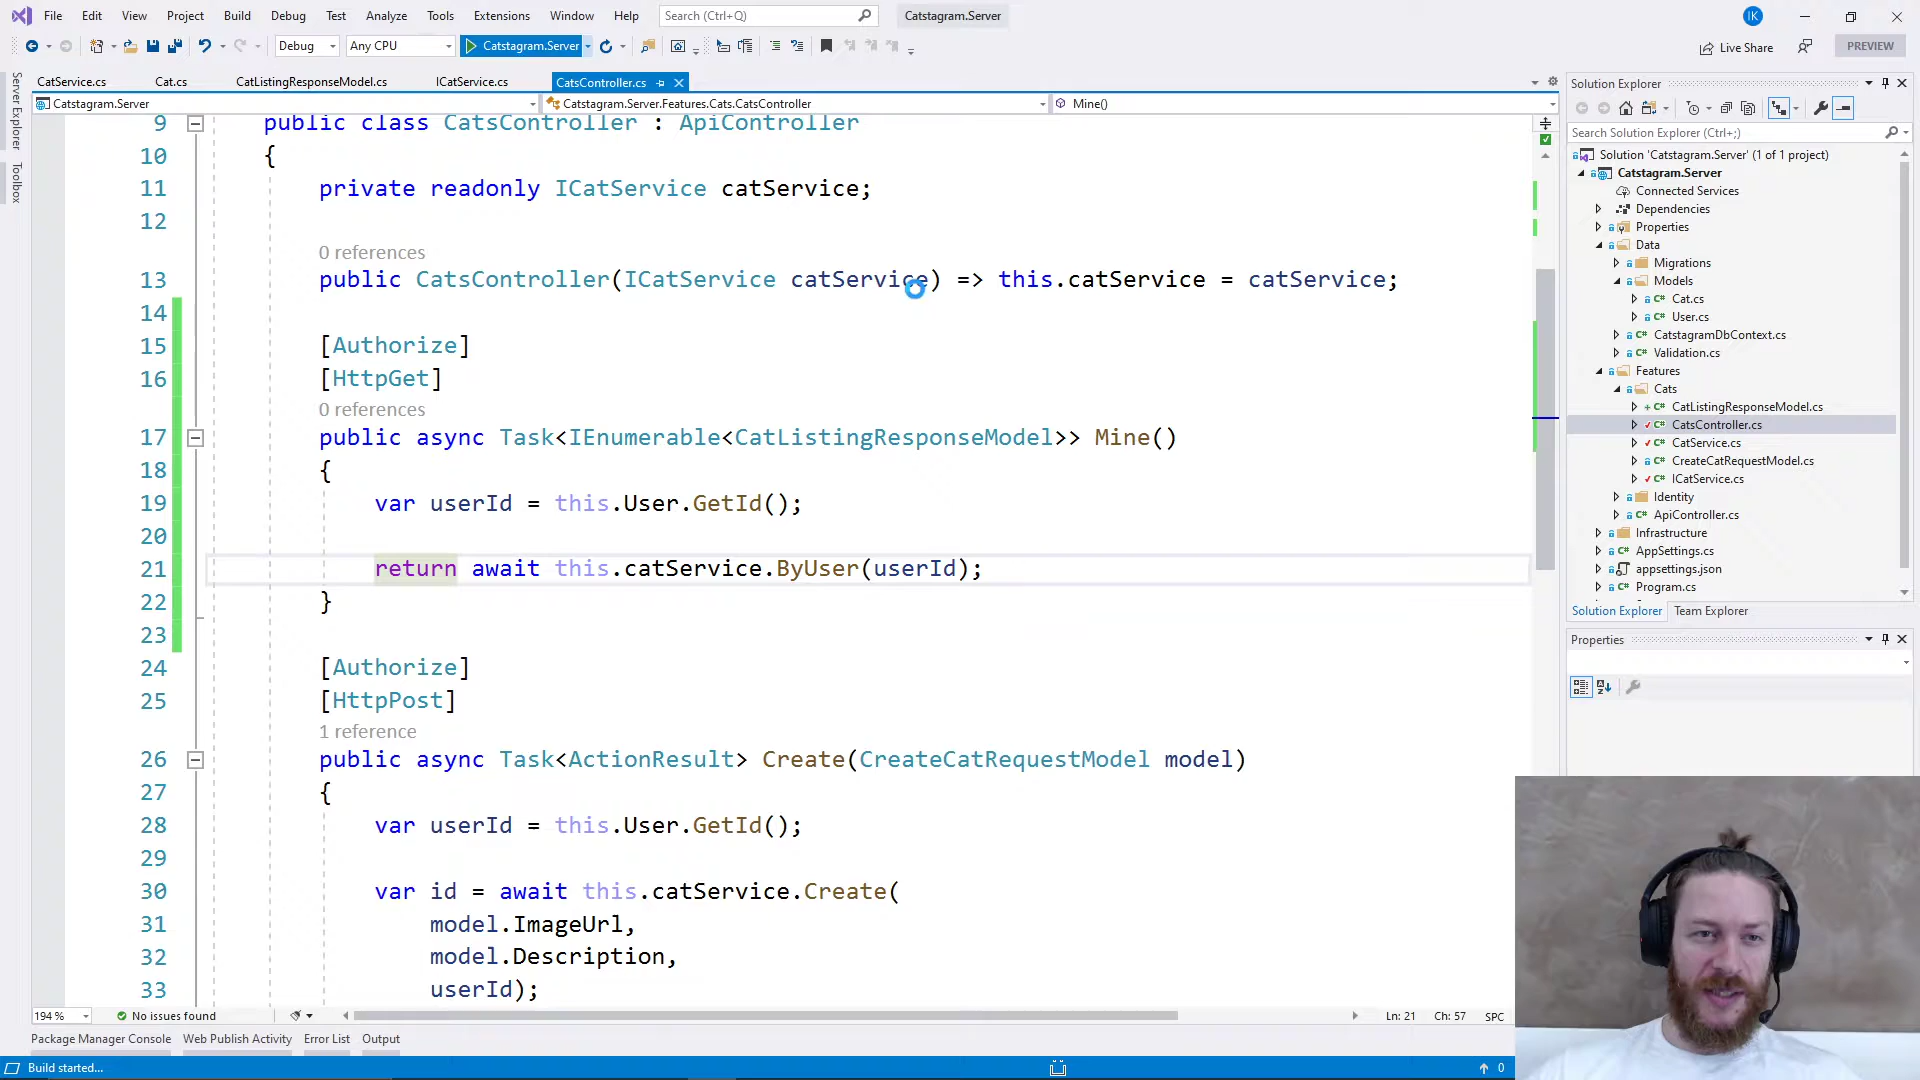 File Edit View Project Build Debug Test Analyze Tools Extensions Window Help Search (Ctrl+Q) Catstagram.Server IK
Debug Any CPU Catstagram.Server Live Share PREVIEW
Server Explorer
Toolbox
CatService.cs Cat.cs CatListingResponseModel.cs ICatService.cs CatsController.cs
Catstagram.Server Catstagram.Server.Features.Cats.CatsController Mine()
9 public class CatsController : ApiController
10 {
11 private readonly ICatService catService;
12
0 references
13 public CatsController(ICatService catService) => this.catService = catService;
14
15 [Authorize]
16 [HttpGet]
0 references
17 public async Task<IEnumerable<CatListingResponseModel>> Mine()
18 {
19 var userId = this.User.GetId();
20
21 return await this.catService.ByUser(userId);
22 }
23
24 [Authorize]
25 [HttpPost]
1 reference
26 public async Task<ActionResult> Create(CreateCatRequestModel model)
27 {
28 var userId = this.User.GetId();
29
30 var id = await this.catService.Create(
31 model.ImageUrl,
32 model.Description,
33 userId);
194 % No issues found Ln: 21 Ch: 57 SPC
Package Manager Console Web Publish Activity Error List Output
Build started... 0
Solution Explorer
Search Solution Explorer (Ctrl+;)
Solution 'Catstagram.Server' (1 of 1 project)
Catstagram.Server
Connected Services
Dependencies
Properties
Data
Migrations
Models
C# Cat.cs
C# User.cs
C# CatstagramDbContext.cs
C# Validation.cs
Features
Cats
C# CatListingResponseModel.cs
C# CatsController.cs
C# CatService.cs
C# CreateCatRequestModel.cs
C# ICatService.cs
Identity
C# ApiController.cs
Infrastructure
C# AppSettings.cs
appsettings.json
C# Program.cs
Solution Explorer Team Explorer
Properties